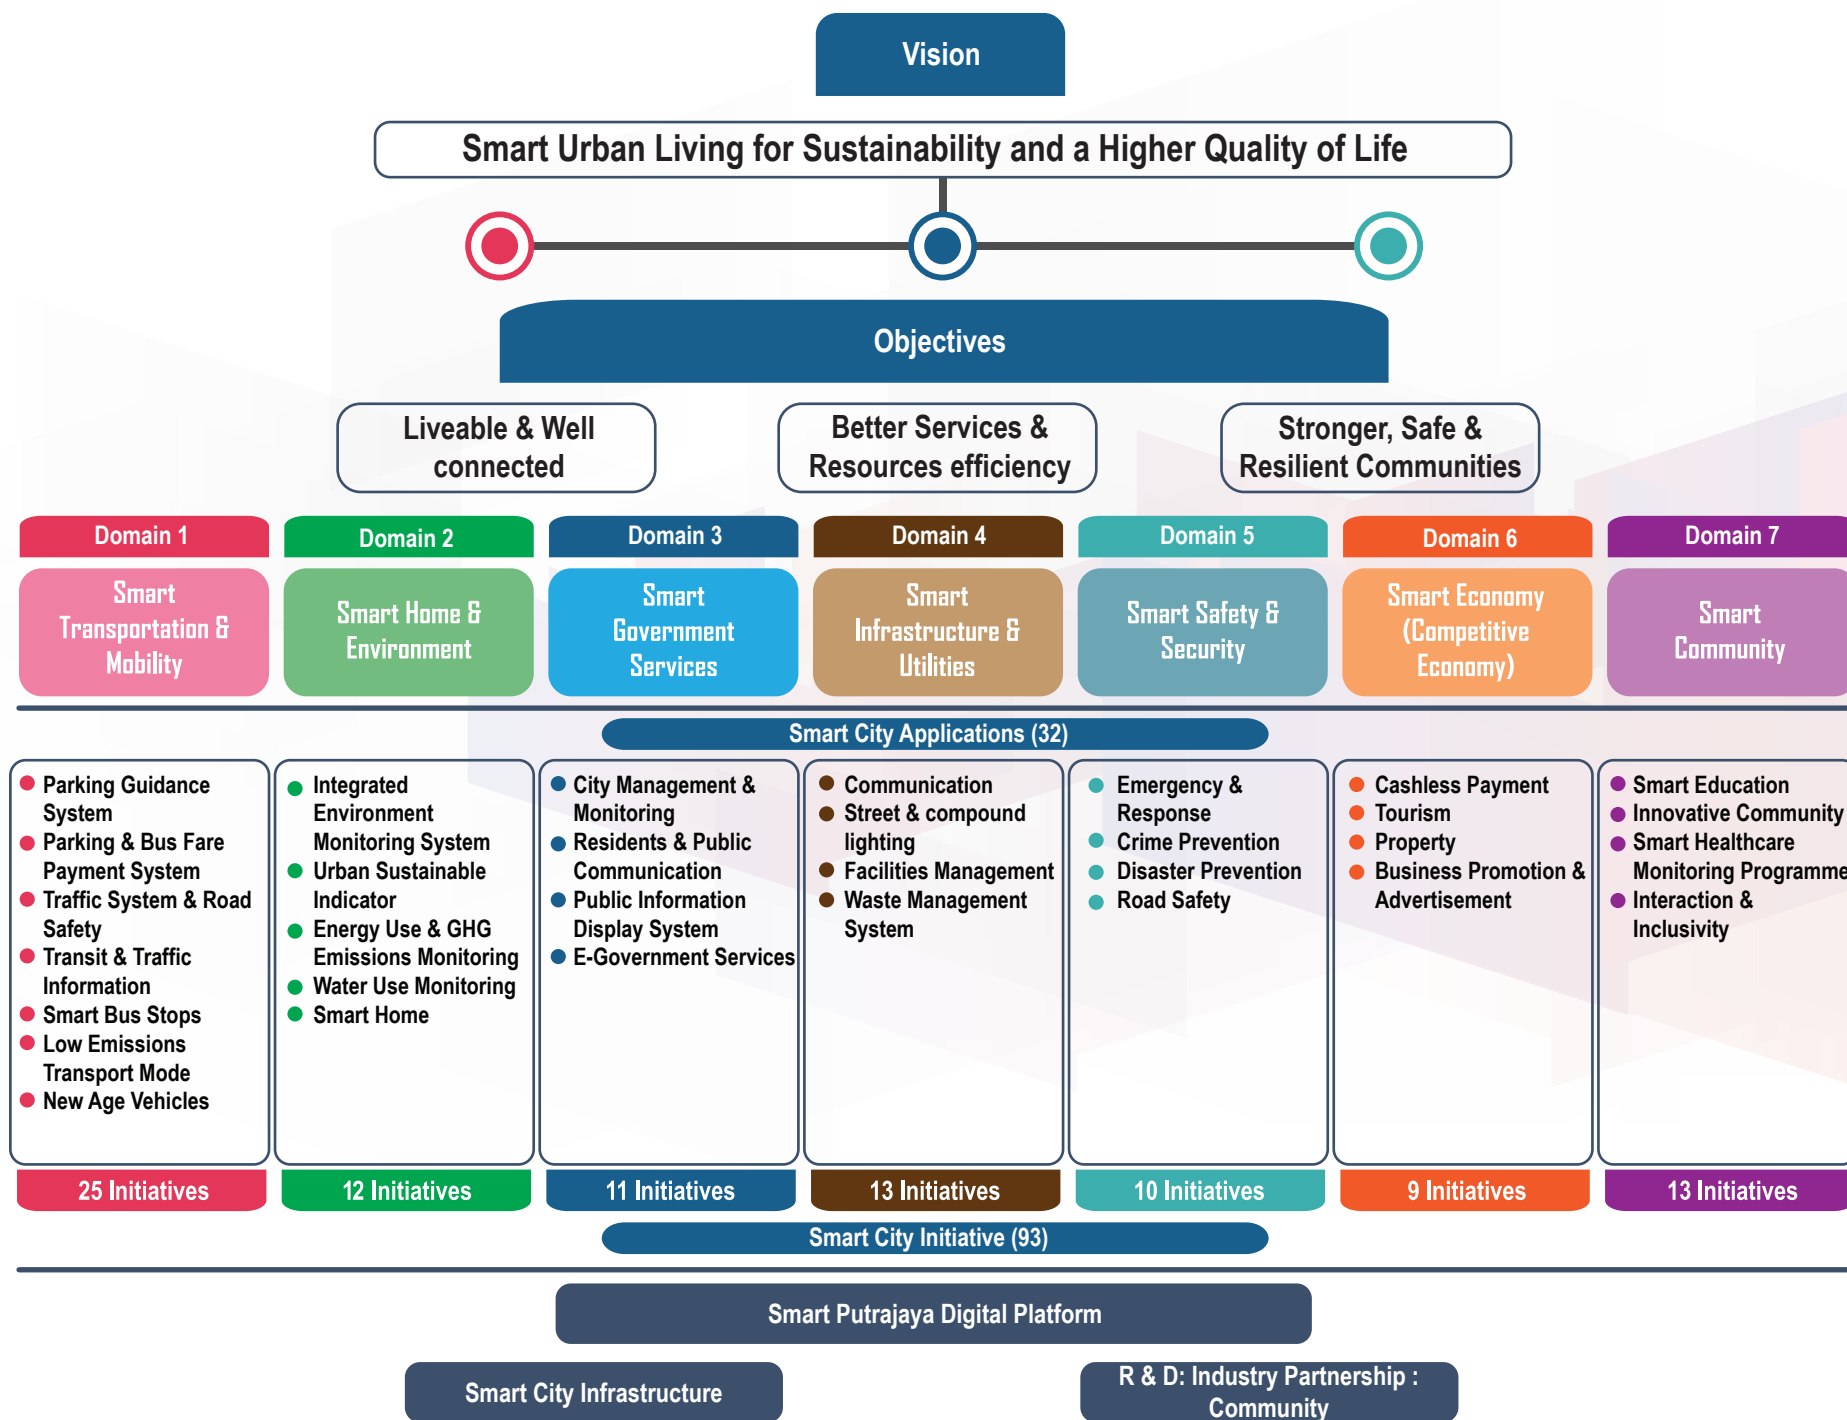 Vision
Smart Urban Living for Sustainability and a Higher Quality of Life
Objectives
Liveable & Well
connected
Better Services &
Resources efficiency
Stronger, Safe &
Resilient Communities
Domain 1
Smart
Transportation &
Mobility
Domain 2
Smart Home &
Environment
Domain 3
Smart
Government
Services
Domain 4
Smart
Infrastructure &
Utilities
Domain 5
Smart Safety &
Security
Domain 6
Smart Economy
(Competitive
Economy)
Domain 7
Smart
Community
Smart City Applications (32)
Parking Guidance
System
Parking & Bus Fare
Payment System
Traffic System & Road
Safety
Transit & Traffic
Information
Smart Bus Stops
Low Emissions
Transport Mode
New Age Vehicles
Integrated
Environment
Monitoring System
Urban Sustainable
Indicator
Energy Use & GHG
Emissions Monitoring
Water Use Monitoring
Smart Home
City Management &
Monitoring
Residents & Public
Communication
Public Information
Display System
E-Government Services
Communication
Street & compound
lighting
Facilities Management
Waste Management
System
Emergency &
Response
Crime Prevention
Disaster Prevention
Road Safety
Cashless Payment
Tourism
Property
Business Promotion &
Advertisement
Smart Education
Innovative Community
Smart Healthcare
Monitoring Programme
Interaction &
Inclusivity
25 Initiatives
12 Initiatives
11 Initiatives
13 Initiatives
10 Initiatives
9 Initiatives
13 Initiatives
Smart City Initiative (93)
Smart Putrajaya Digital Platform
Smart City Infrastructure
R & D: Industry Partnership :
Community